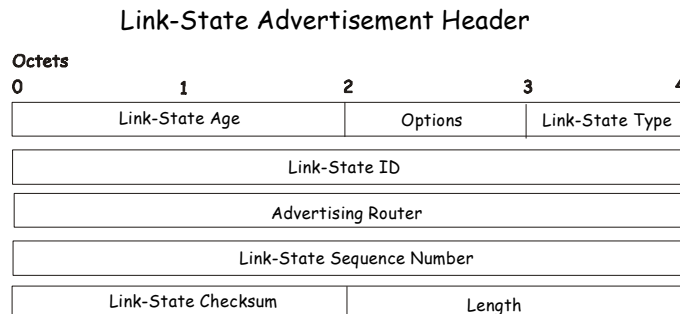 Link-State Advertisement Header
Octets
0 1 2 3 4
Link-State Age Options Link-State Type
Link-State ID
Advertising Router
Link-State Sequence Number
Link-State Checksum Length